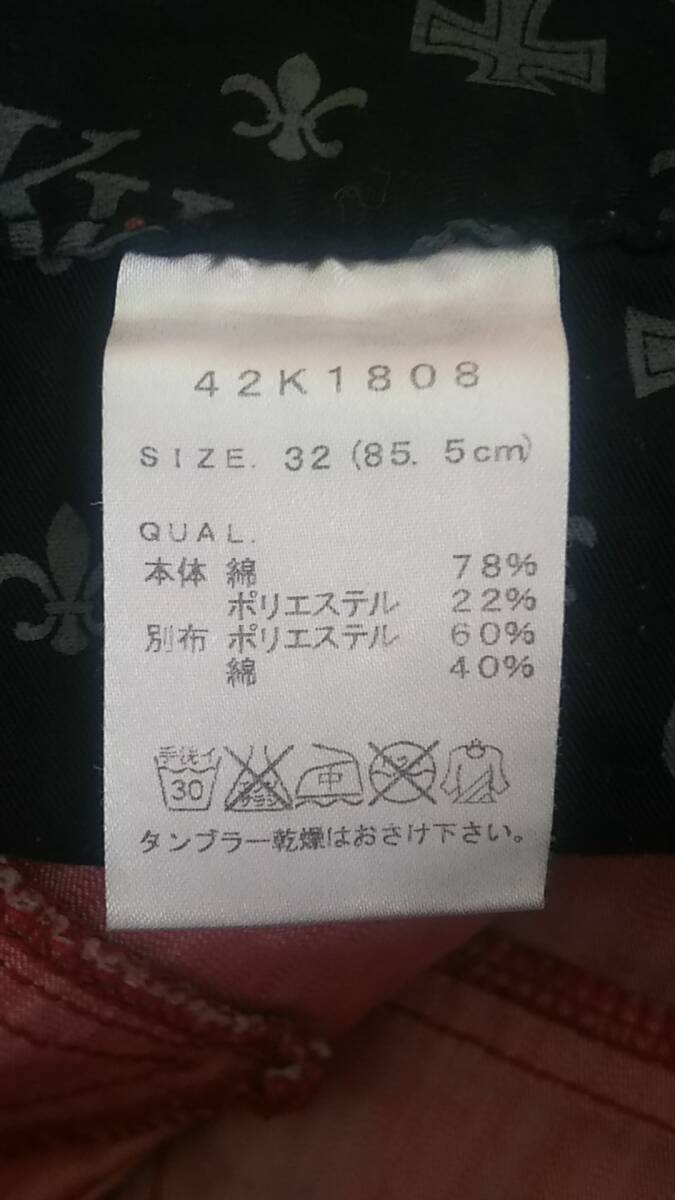 42K1808
SIZE. 32 (85. 5cm)
QUAL.
本体 綿 78%
ポリエステル 22%
別布 ポリエステル 60%
綿 40%
手洗イ
30
中
タンブラー乾燥はおさけ下さい。